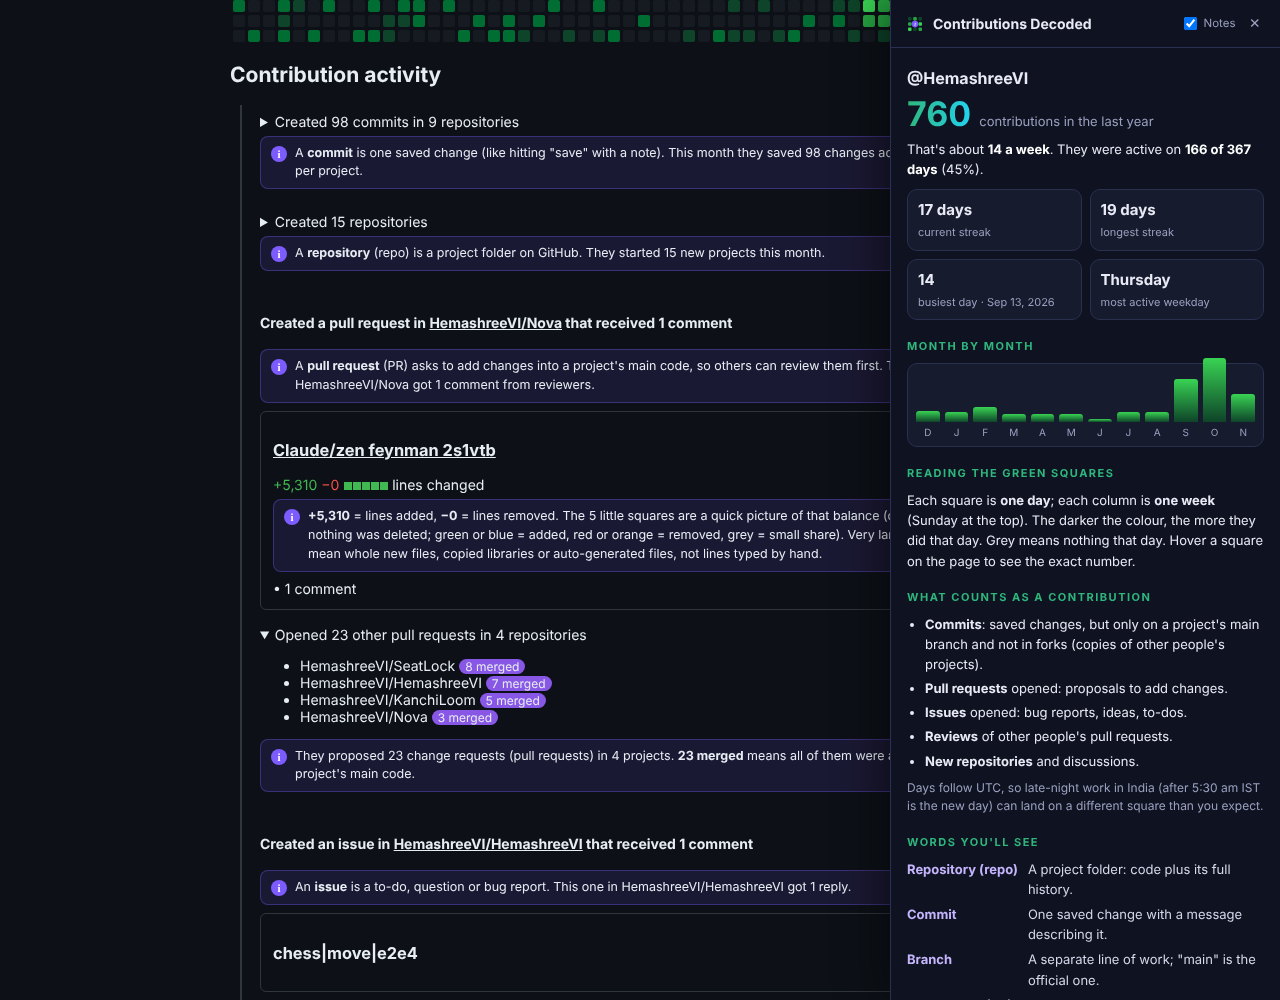 Contribution activity
Created 98 commits in 9 repositories
A commit is one saved change (like hitting "save" with a note). This month they saved 98 changes
per project.
Created 15 repositories
A repository (repo) is a project folder on GitHub. They started 15 new projects this month.
Created a pull request in HemashreeVI/Nova that received 1 comment
A pull request (PR) asks to add changes into a project's main code, so others can review them first.
HemashreeVI/Nova got 1 comment from reviewers.
Claude/zen feynman 2s1vtb
+5,310 −0 lines changed
+5,310 = lines added, −0 = lines removed. The 5 little squares are a quick picture of that balance
nothing was deleted; green or blue = added, red or orange = removed, grey = small share). Very
mean whole new files, copied libraries or auto-generated files, not lines typed by hand.
• 1 comment
Opened 23 other pull requests in 4 repositories
HemashreeVI/SeatLock 8 merged
HemashreeVI/HemashreeVI 7 merged
HemashreeVI/KanchiLoom 5 merged
HemashreeVI/Nova 3 merged
They proposed 23 change requests (pull requests) in 4 projects. 23 merged means all of them were
project's main code.
Created an issue in HemashreeVI/HemashreeVI that received 1 comment
An issue is a to-do, question or bug report. This one in HemashreeVI/HemashreeVI got 1 reply.
chess|move|e2e4
Contributions Decoded
Notes ✕
@HemashreeVI
760 contributions in the last year
That's about 14 a week. They were active on 166 of 367
days (45%).
17 days
current streak
19 days
longest streak
14
busiest day · Sep 13, 2026
Thursday
most active weekday
MONTH BY MONTH
D J F M A M J J A S O N
READING THE GREEN SQUARES
Each square is one day; each column is one week
(Sunday at the top). The darker the colour, the more they
did that day. Grey means nothing that day. Hover a square
on the page to see the exact number.
WHAT COUNTS AS A CONTRIBUTION
• Commits: saved changes, but only on a project's main
branch and not in forks (copies of other people's
projects).
• Pull requests opened: proposals to add changes.
• Issues opened: bug reports, ideas, to-dos.
• Reviews of other people's pull requests.
• New repositories and discussions.
Days follow UTC, so late-night work in India (after 5:30 am IST
is the new day) can land on a different square than you expect.
WORDS YOU'LL SEE
Repository (repo) A project folder: code plus its full
history.
Commit One saved change with a message
describing it.
Branch A separate line of work; "main" is the
official one.